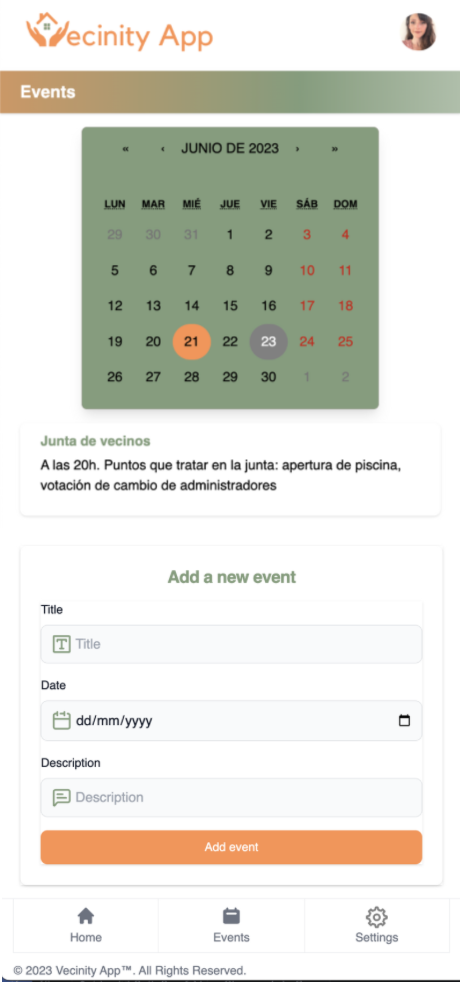 Vecinity App
Events
« ‹ JUNIO DE 2023 › »
LUN MAR MIÉ JUE VIE SÁB DOM
29 30 31 1 2 3 4
5 6 7 8 9 10 11
12 13 14 15 16 17 18
19 20 21 22 23 24 25
26 27 28 29 30 1 2
Junta de vecinos
A las 20h. Puntos que tratar en la junta: apertura de piscina,
votación de cambio de administradores
Add a new event
Title
T Title
Date
dd/mm/yyyy
Description
Description
Add event
Home Events Settings
© 2023 Vecinity App™. All Rights Reserved.